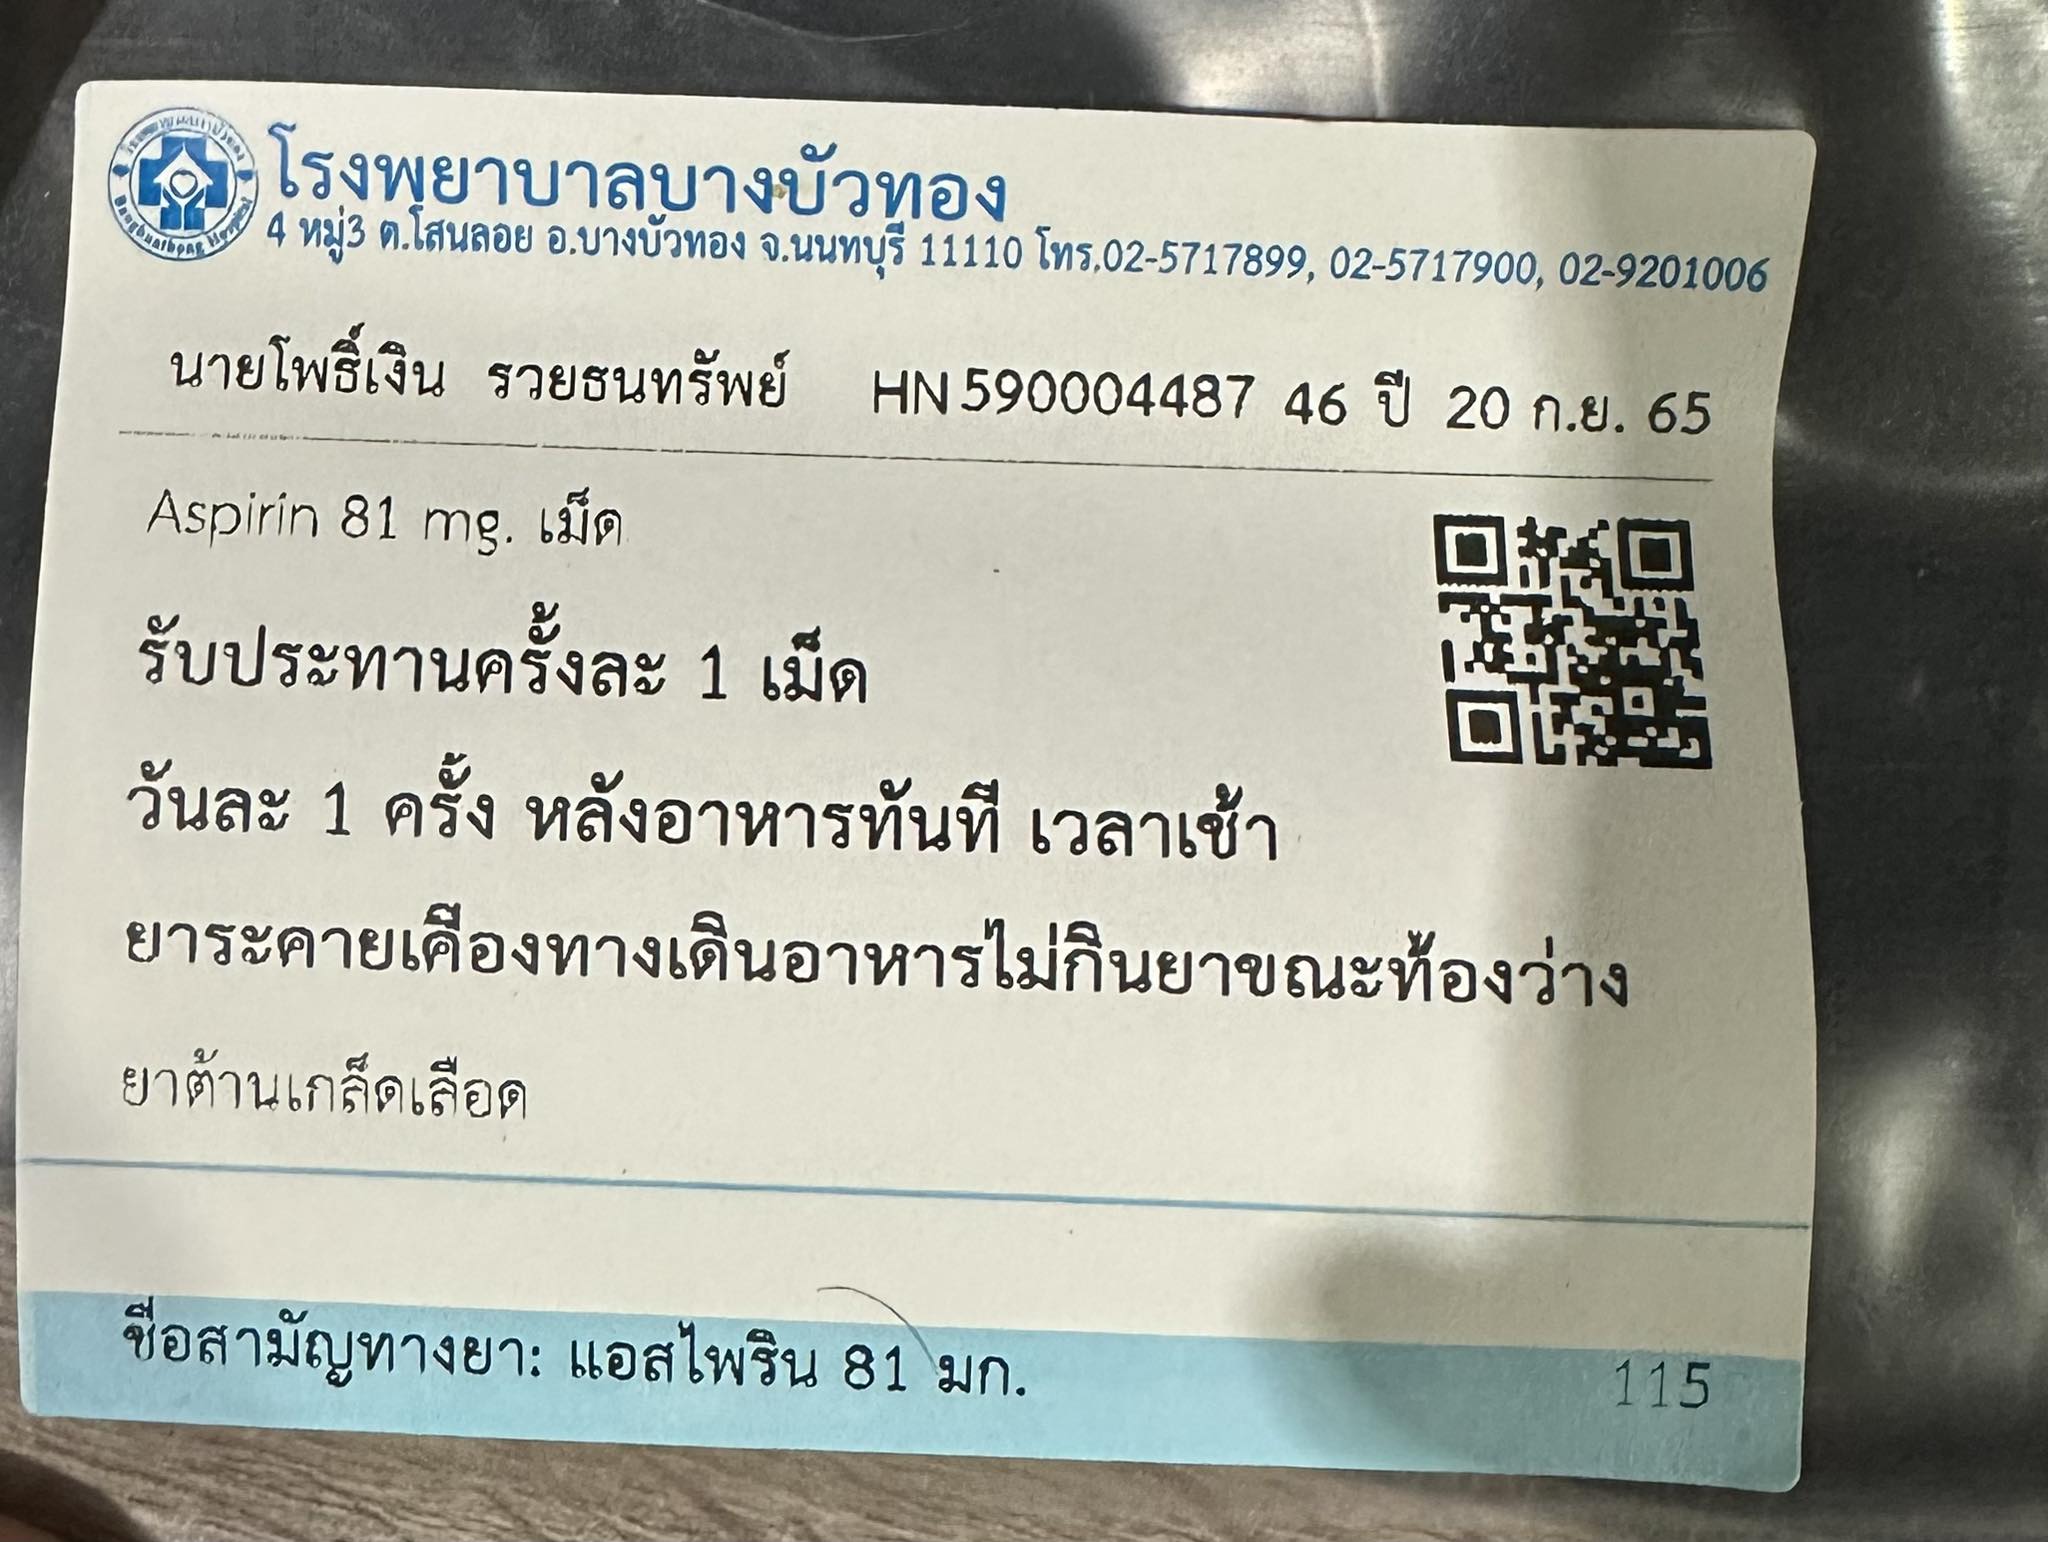 โรงพยาบาลบางบัวทอง
4 หมู่3 ต.โสนลอย อ.บางบัวทอง จ.นนทบุรี 11110 โทร.02-5717899, 02-5717900, 02-9201006
นายโพธิ์เงิน รวยธนทรัพย์ HN590004487 46 ปี 20 ก.ย. 65
Aspirin 81 mg. เม็ด
รับประทานครั้งละ 1 เม็ด
วันละ 1 ครั้ง หลังอาหารทันที เวลาเช้า
ยาระคายเคืองทางเดินอาหารไม่กินยาขณะท้องว่าง
ยาต้านเกล็ดเลือด
ชื่อสามัญทางยา: แอสไพริน 81 มก. 115